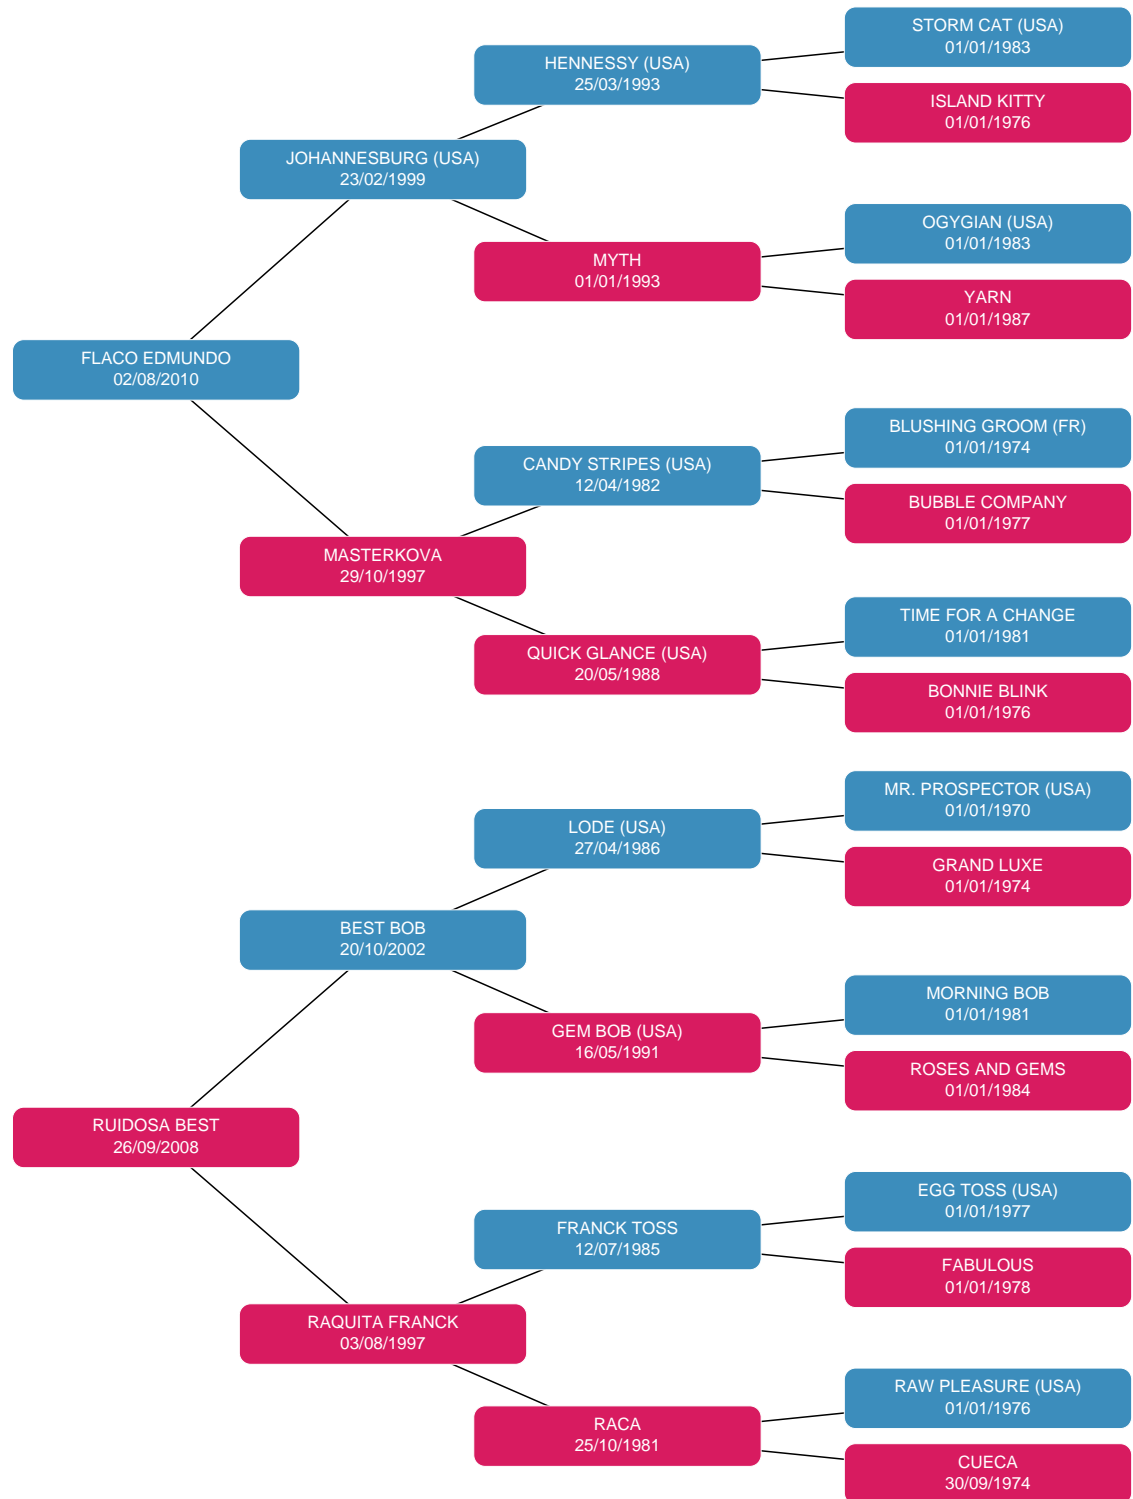 STORM CAT (USA)
01/01/1983
HENNESSY (USA)
25/03/1993
ISLAND KITTY
01/01/1976
JOHANNESBURG (USA)
23/02/1999
OGYGIAN (USA)
01/01/1983
MYTH
01/01/1993
YARN
01/01/1987
FLACO EDMUNDO
02/08/2010
BLUSHING GROOM (FR)
01/01/1974
CANDY STRIPES (USA)
12/04/1982
BUBBLE COMPANY
01/01/1977
MASTERKOVA
29/10/1997
TIME FOR A CHANGE
01/01/1981
QUICK GLANCE (USA)
20/05/1988
BONNIE BLINK
01/01/1976
MR. PROSPECTOR (USA)
01/01/1970
LODE (USA)
27/04/1986
GRAND LUXE
01/01/1974
BEST BOB
20/10/2002
MORNING BOB
01/01/1981
GEM BOB (USA)
16/05/1991
ROSES AND GEMS
01/01/1984
RUIDOSA BEST
26/09/2008
EGG TOSS (USA)
01/01/1977
FRANCK TOSS
12/07/1985
FABULOUS
01/01/1978
RAQUITA FRANCK
03/08/1997
RAW PLEASURE (USA)
01/01/1976
RACA
25/10/1981
CUECA
30/09/1974